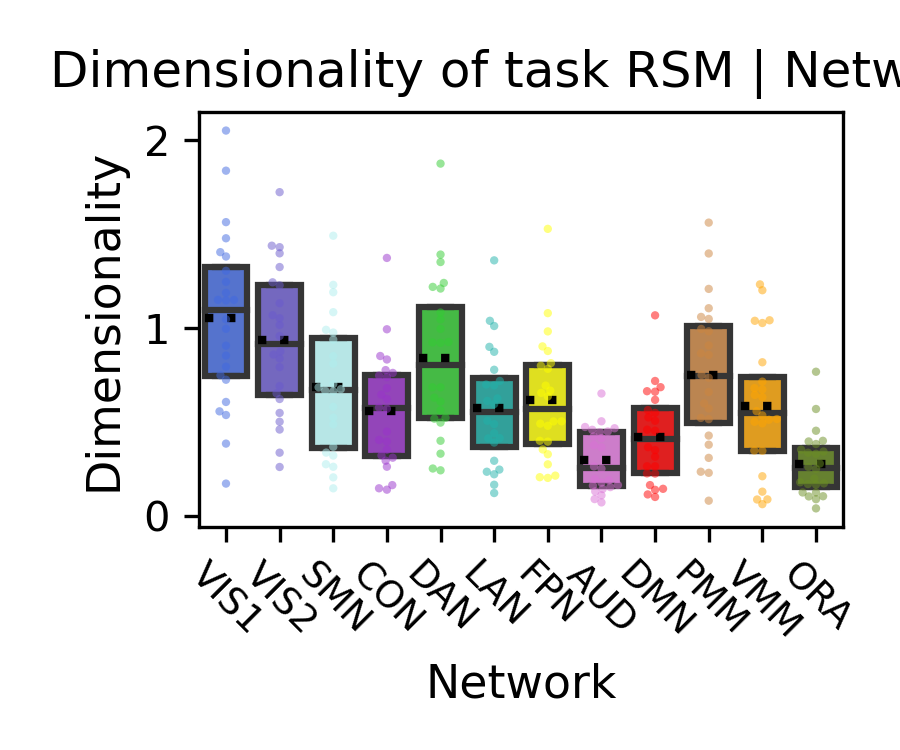 Dimensionality of task RSM | Netw
Dimensionality
2
1
0
VIS1 VIS2 SMN CON DAN LAN FPN AUD DMN PMM VMM ORA
Network